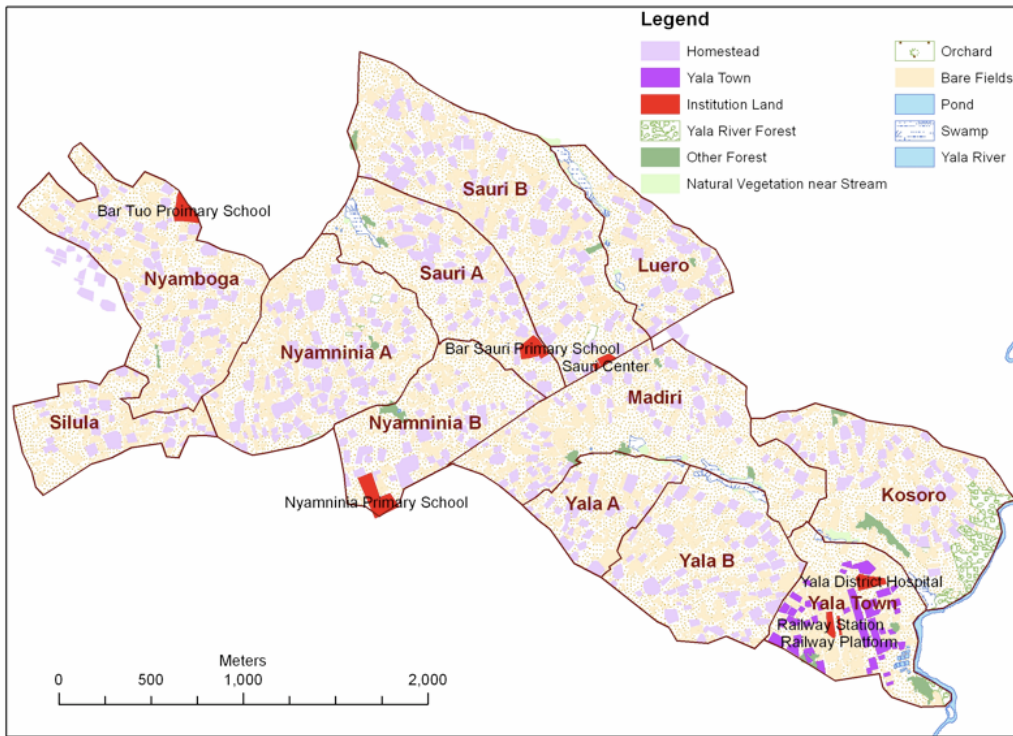 Legend
Homestead
Yala Town
Institution Land
Yala River Forest
Other Forest
Natural Vegetation near Stream
Orchard
Bare Fields
Pond
Swamp
Yala River
Sauri B
Bar Tuo Proimary School
Nyamboga
Sauri A
Luero
Nyamninia A
Bar Sauri Primary School
Sauri Center
Madiri
Silula
Nyamninia B
Nyamninia Primary School
Yala A
Kosoro
Yala B
Yala District Hospital
Yala Town
Railway Station
Railway Platform
Meters
0 500 1,000 2,000